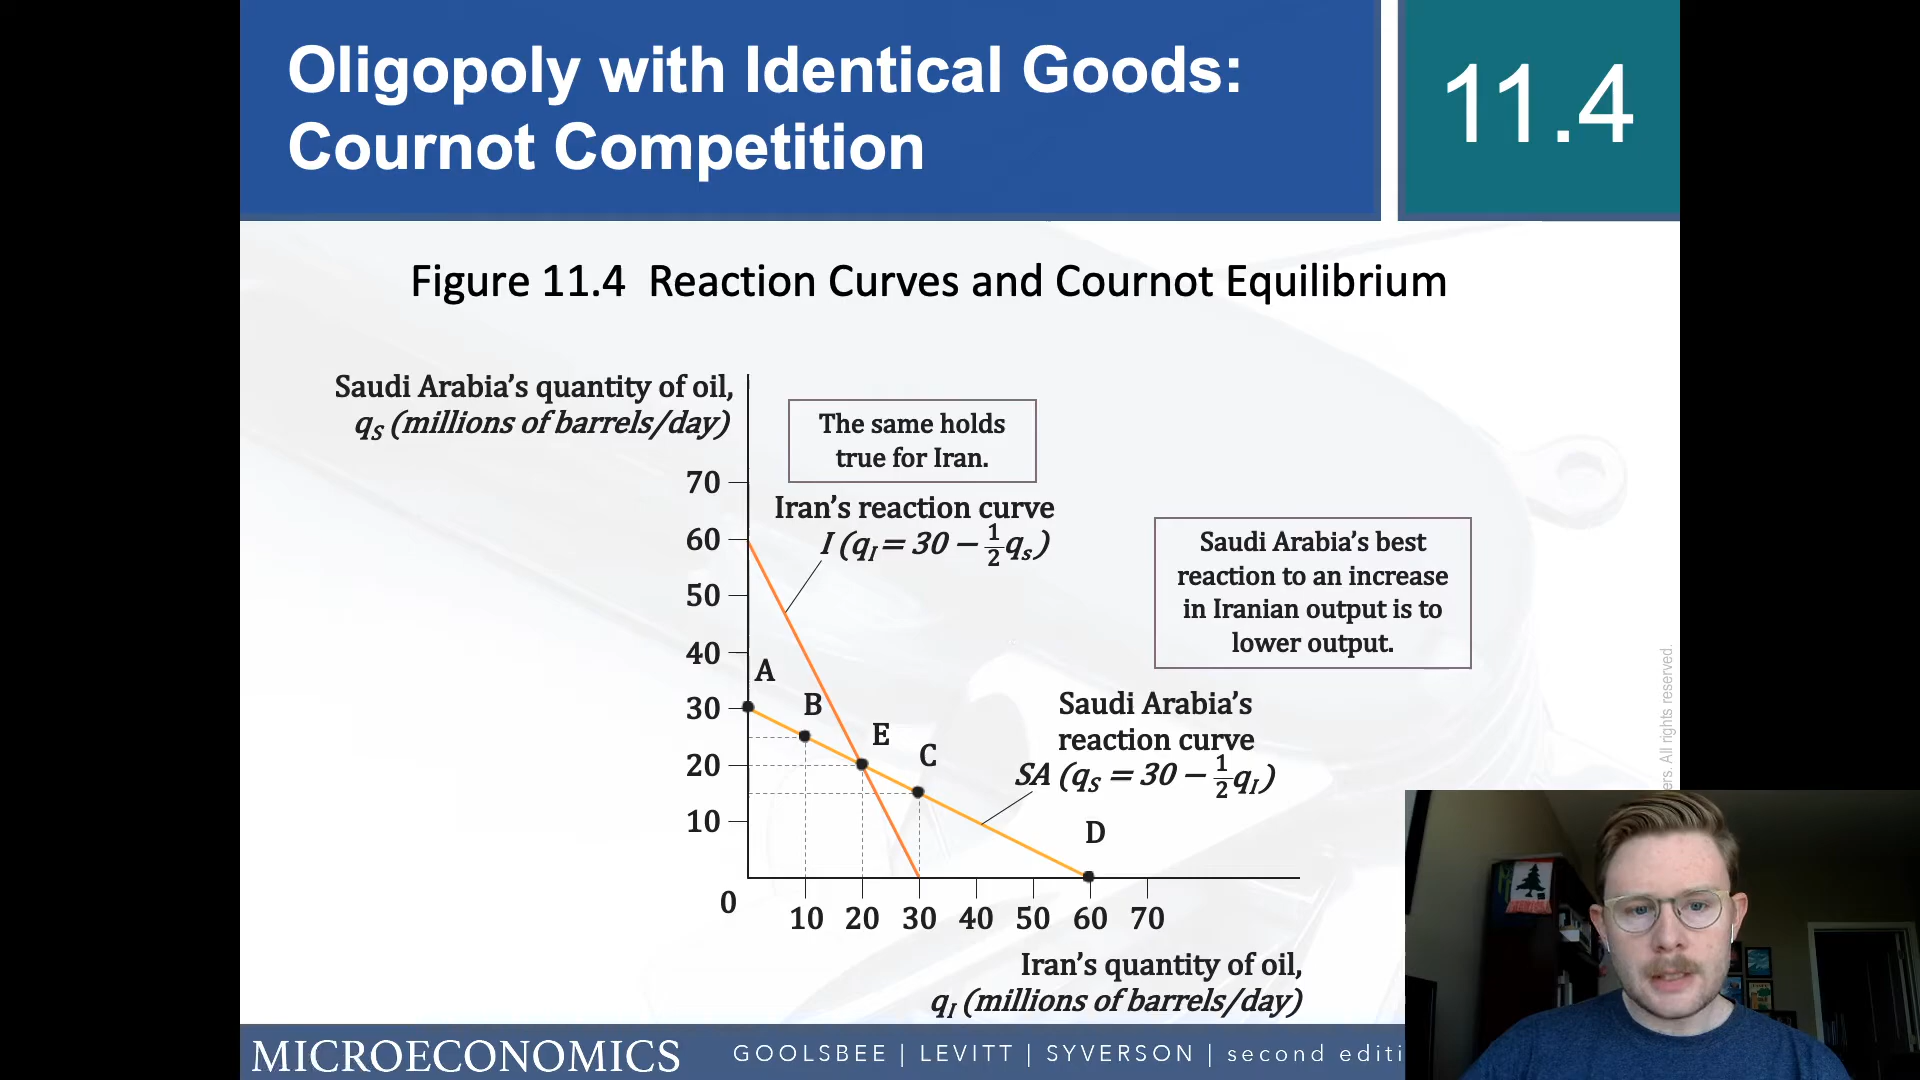 Oligopoly with Identical Goods:
Cournot Competition
11.4
Figure 11.4 Reaction Curves and Cournot Equilibrium
Saudi Arabia’s quantity of oil,
qS (millions of barrels/day)
The same holds
true for Iran.
Iran’s reaction curve
I (qI = 30 − 1/2 qs)
Saudi Arabia’s best
reaction to an increase
in Iranian output is to
lower output.
70
60
50
40
30
20
10
0
A
B
E
C
D
Saudi Arabia’s
reaction curve
SA (qS = 30 − 1/2 qI)
10 20 30 40 50 60 70
Iran’s quantity of oil,
qI (millions of barrels/day)
All rights reserved.
MICROECONOMICS
GOOLSBEE | LEVITT | SYVERSON | second editi